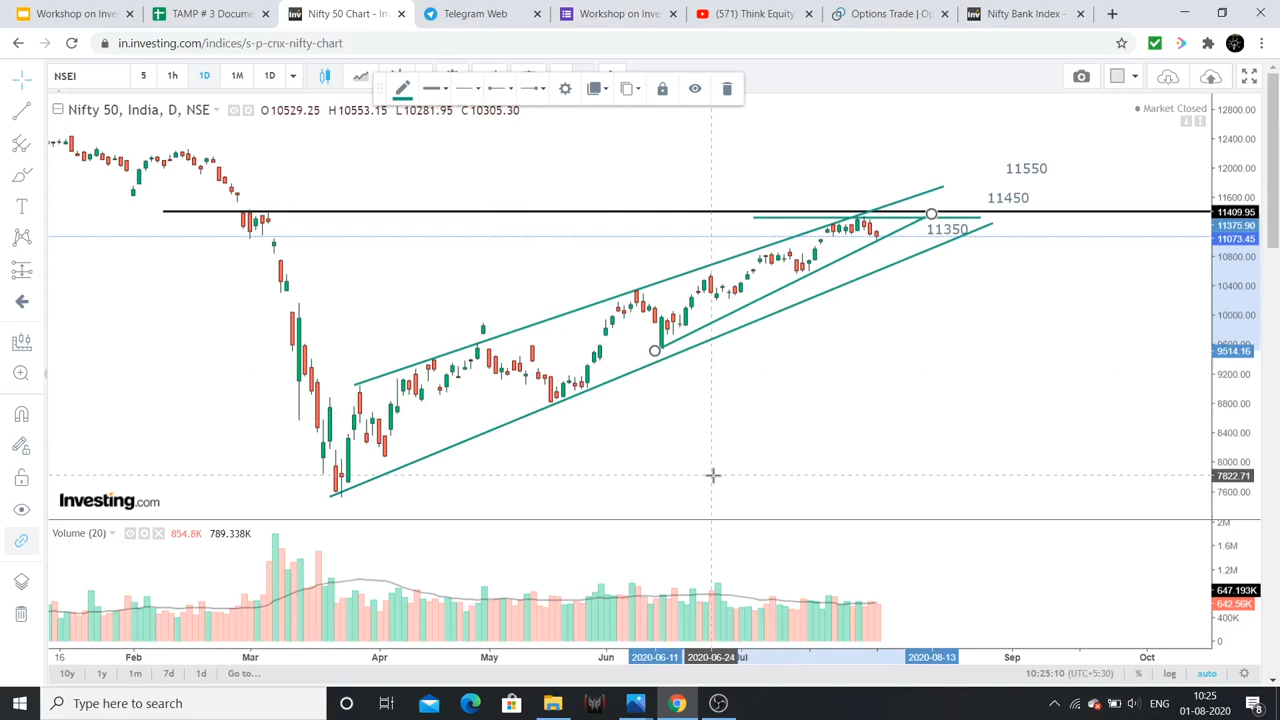 Workshop on Inves
TAMP # 3 Docume
Nifty 50 Chart - In
Telegram Web
Workshop on Inves
(571) Think Equity
Options Trade | Op
Nifty Bank Index -
in.investing.com/indices/s-p-cnx-nifty-chart
NSEI
5
1h
1D
1M
1D
Nifty 50, India, D, NSE
O10529.25 H10553.15 L10281.95 C10305.30
Market Closed
12800.00
12400.00
12000.00
11600.00
11409.95
11375.90
11073.45
10800.00
10400.00
10000.00
9514.16
9200.00
8800.00
8400.00
8000.00
7822.71
7600.00
11550
11450
11350
Investing.com
Volume (20)
854.8K 789.338K
2M
1.6M
1.2M
647.193K
642.56K
400K
0
16 Feb Mar Apr May Jun 2020-06-11 2020-06-24 Jul 2020-08-13 Sep Oct
10y 1y 1m 7d 1d Go to...
10:25:10 (UTC+5:30) % log auto
Type here to search
ENG
10:25
01-08-2020
8